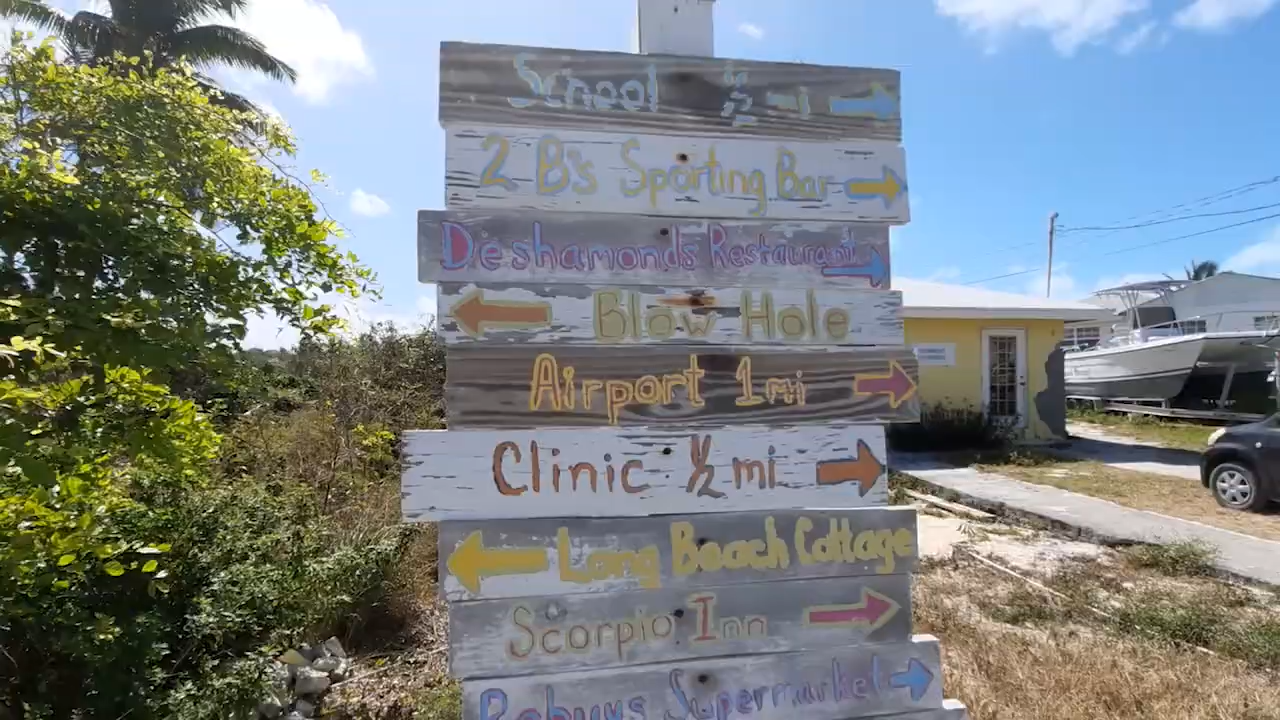 School ½ mi
2 B's Sporting Bar
Deshamonds Restaurant
Blow Hole
Airport 1 mi
Clinic ½ mi
Long Beach Cottage
Scorpio Inn
Supermarket